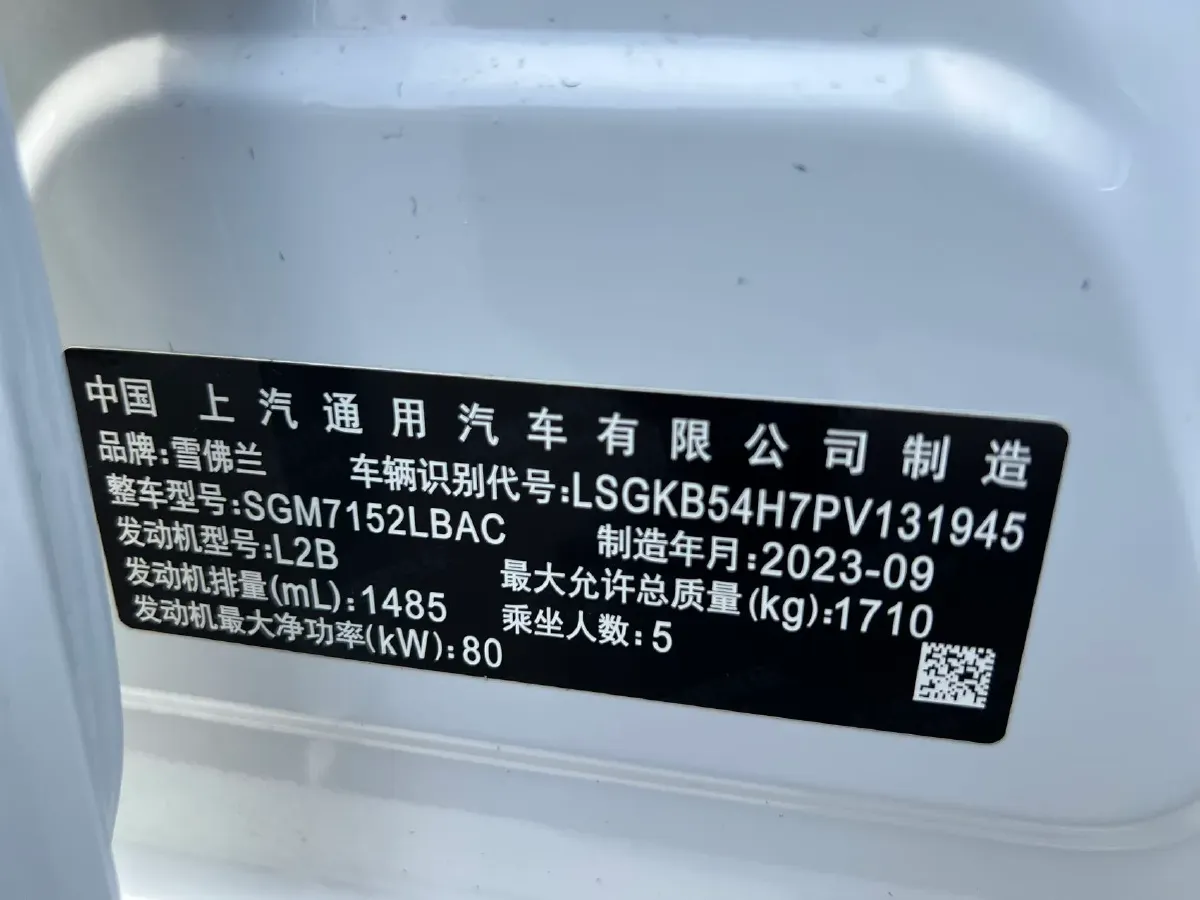 中国 上汽通用汽车有限公司制造
品牌:雪佛兰
车辆识别代号:LSGKB54H7PV131945
整车型号:SGM7152LBAC
制造年月:2023-09
发动机型号:L2B
最大允许总质量(kg):1710
发动机排量(mL):1485
乘坐人数:5
发动机最大净功率(kW):80